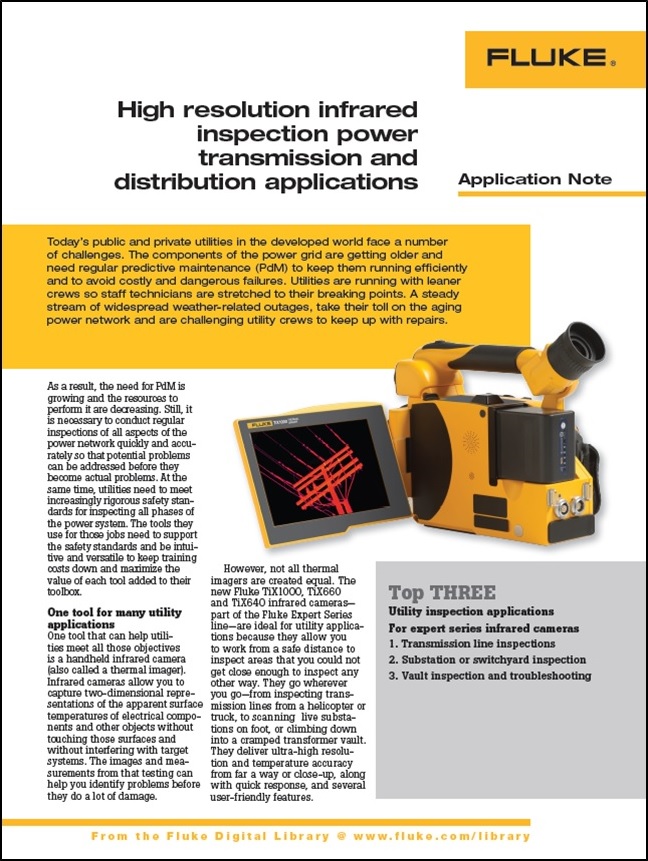 FLUKE®
High resolution infrared
inspection power
transmission and
distribution applications
Application Note
Today's public and private utilities in the developed world face a number
of challenges. The components of the power grid are getting older and
need regular predictive maintenance (PdM) to keep them running efficiently
and to avoid costly and dangerous failures. Utilities are running with leaner
crews so staff technicians are stretched to their breaking points. A steady
stream of widespread weather-related outages, take their toll on the aging
power network and are challenging utility crews to keep up with repairs.
As a result, the need for PdM is
growing and the resources to
perform it are decreasing. Still, it
is necessary to conduct regular
inspections of all aspects of the
power network quickly and accu-
rately so that potential problems
can be addressed before they
become actual problems. At the
same time, utilities need to meet
increasingly rigorous safety stan-
dards for inspecting all phases of
the power system. The tools they
use for those jobs need to support
the safety standards and be intui-
tive and versatile to keep training
costs down and maximize the
value of each tool added to their
toolbox.
One tool for many utility
applications
One tool that can help utili-
ties meet all those objectives
is a handheld infrared camera
(also called a thermal imager).
Infrared cameras allow you to
capture two-dimensional repre-
sentations of the apparent surface
temperatures of electrical compo-
nents and other objects without
touching those surfaces and
without interfering with target
systems. The images and mea-
surements from that testing can
help you identify problems before
they do a lot of damage.
FLUKE
However, not all thermal
imagers are created equal. The
new Fluke TiX1000, TiX660
and TiX640 infrared cameras—
part of the Fluke Expert Series
line—are ideal for utility applica-
tions because they allow you
to work from a safe distance to
inspect areas that you could not
get close enough to inspect any
other way. They go wherever
you go—from inspecting trans-
mission lines from a helicopter or
truck, to scanning live substa-
tions on foot, or climbing down
into a cramped transformer vault.
They deliver ultra-high resolu-
tion and temperature accuracy
from far a way or close-up, along
with quick response, and several
user-friendly features.
Top THREE
Utility inspection applications
For expert series infrared cameras
1. Transmission line inspections
2. Substation or switchyard inspection
3. Vault inspection and troubleshooting
From the Fluke Digital Library @ www.fluke.com/library